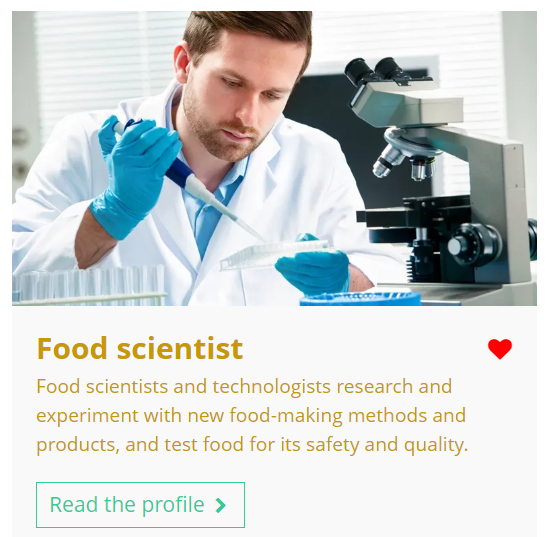 Food scientist
Food scientists and technologists research and
experiment with new food-making methods and
products, and test food for its safety and quality.
Read the profile